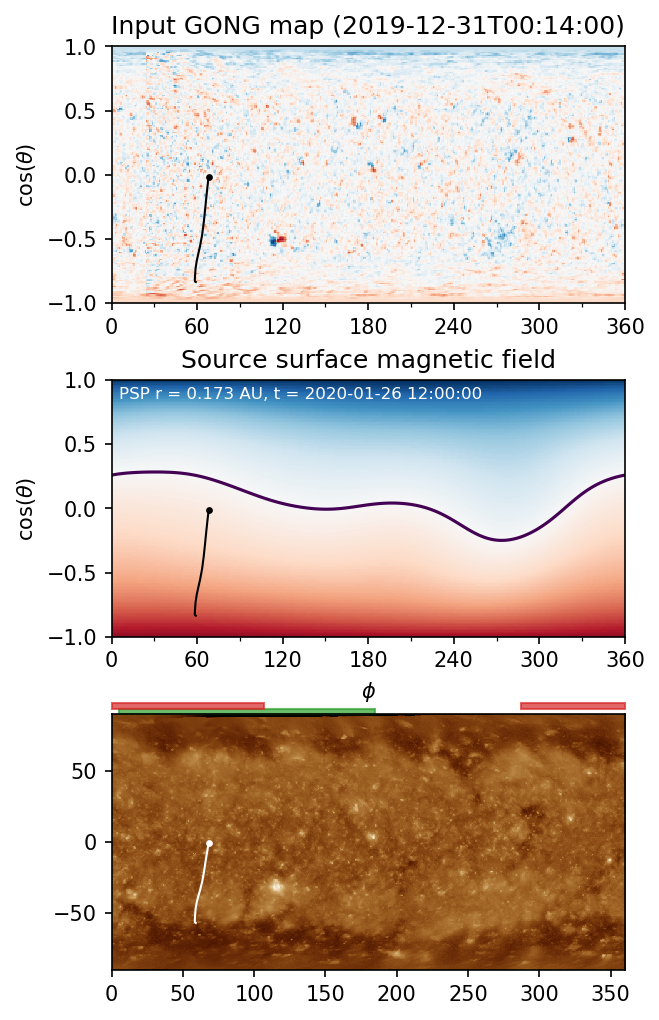 Input GONG map (2019-12-31T00:14:00)
1.0
0.5
0.0
−0.5
−1.0
cos(θ)
0 60 120 180 240 300 360
Source surface magnetic field
PSP r = 0.173 AU, t = 2020-01-26 12:00:00
1.0
0.5
0.0
−0.5
−1.0
cos(θ)
0 60 120 180 240 300 360
ϕ
50
0
−50
0 50 100 150 200 250 300 350